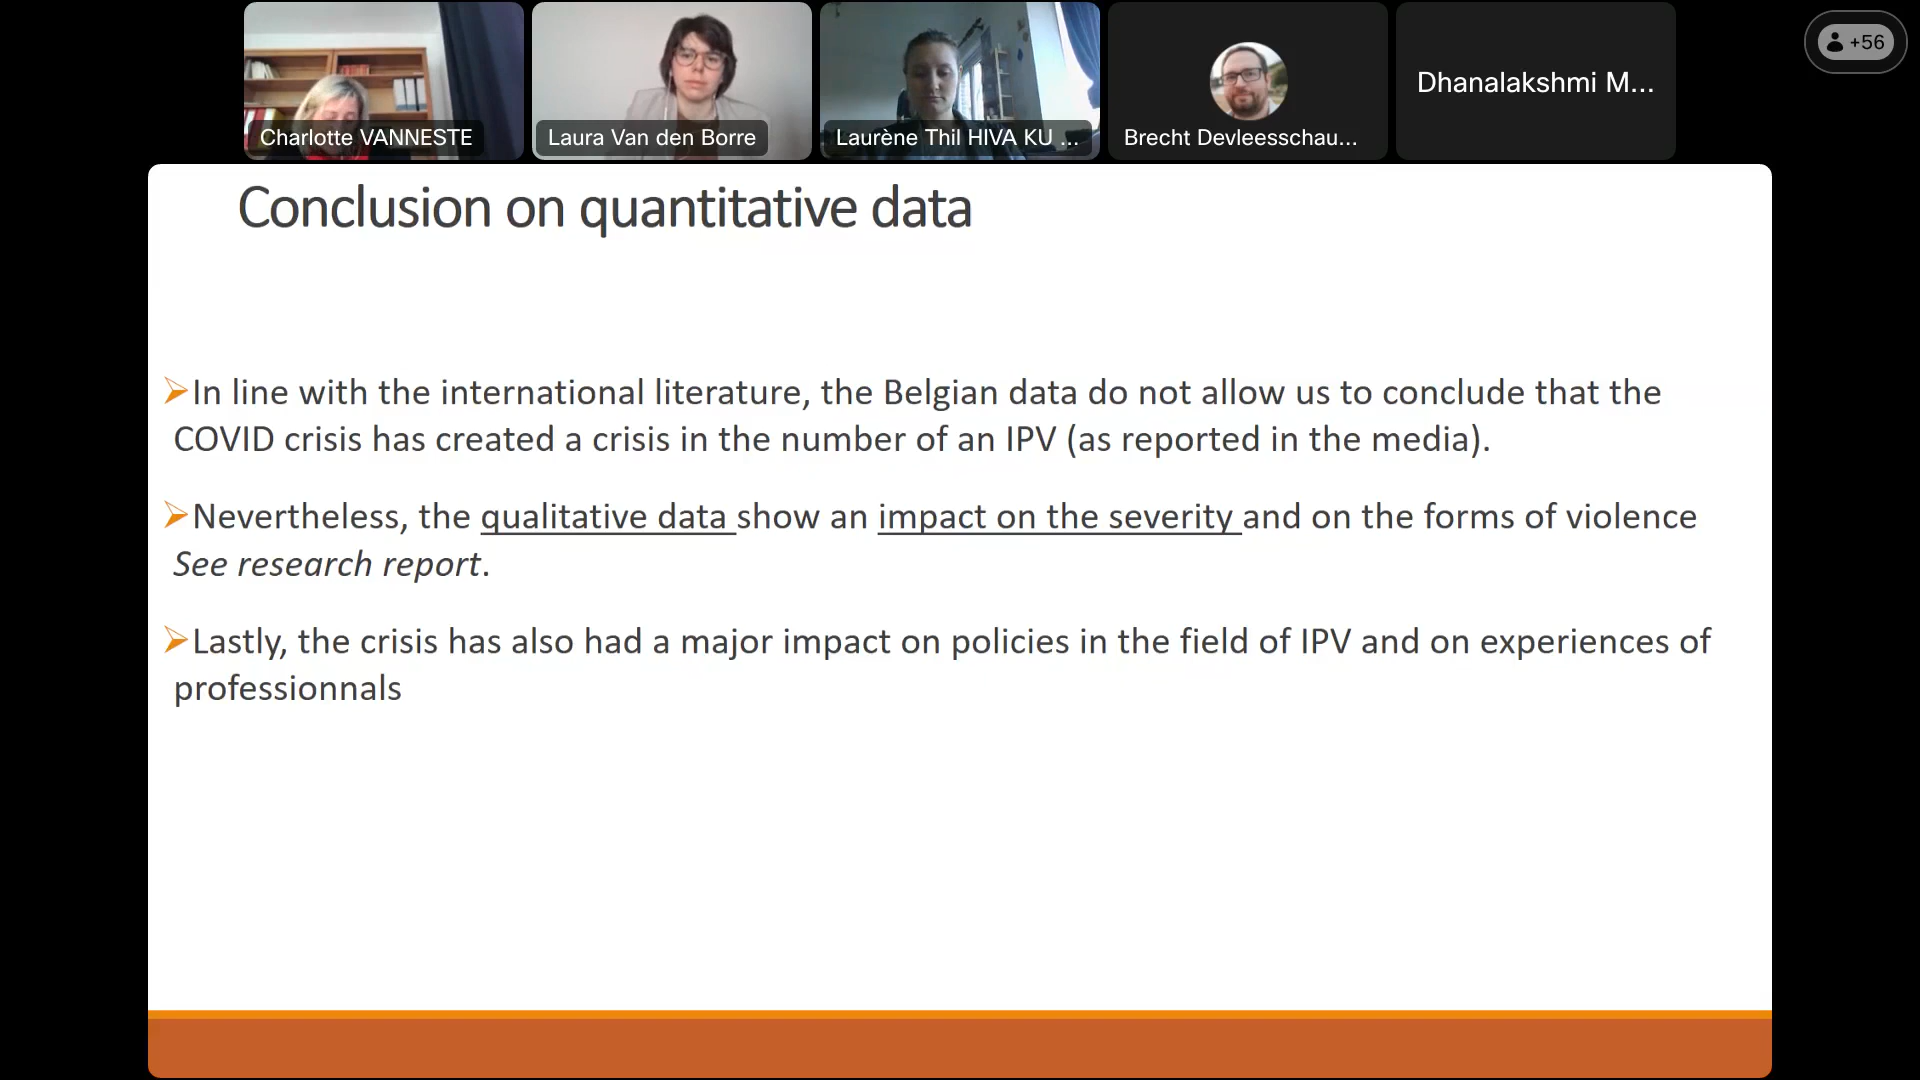 Charlotte VANNESTE
Laura Van den Borre
Laurène Thil HIVA KU ...
Brecht Devleesschau...
Dhanalakshmi M...
+56
Conclusion on quantitative data
➢In line with the international literature, the Belgian data do not allow us to conclude that the
COVID crisis has created a crisis in the number of an IPV (as reported in the media).
➢Nevertheless, the qualitative data show an impact on the severity and on the forms of violence
See research report.
➢Lastly, the crisis has also had a major impact on policies in the field of IPV and on experiences of
professionnals